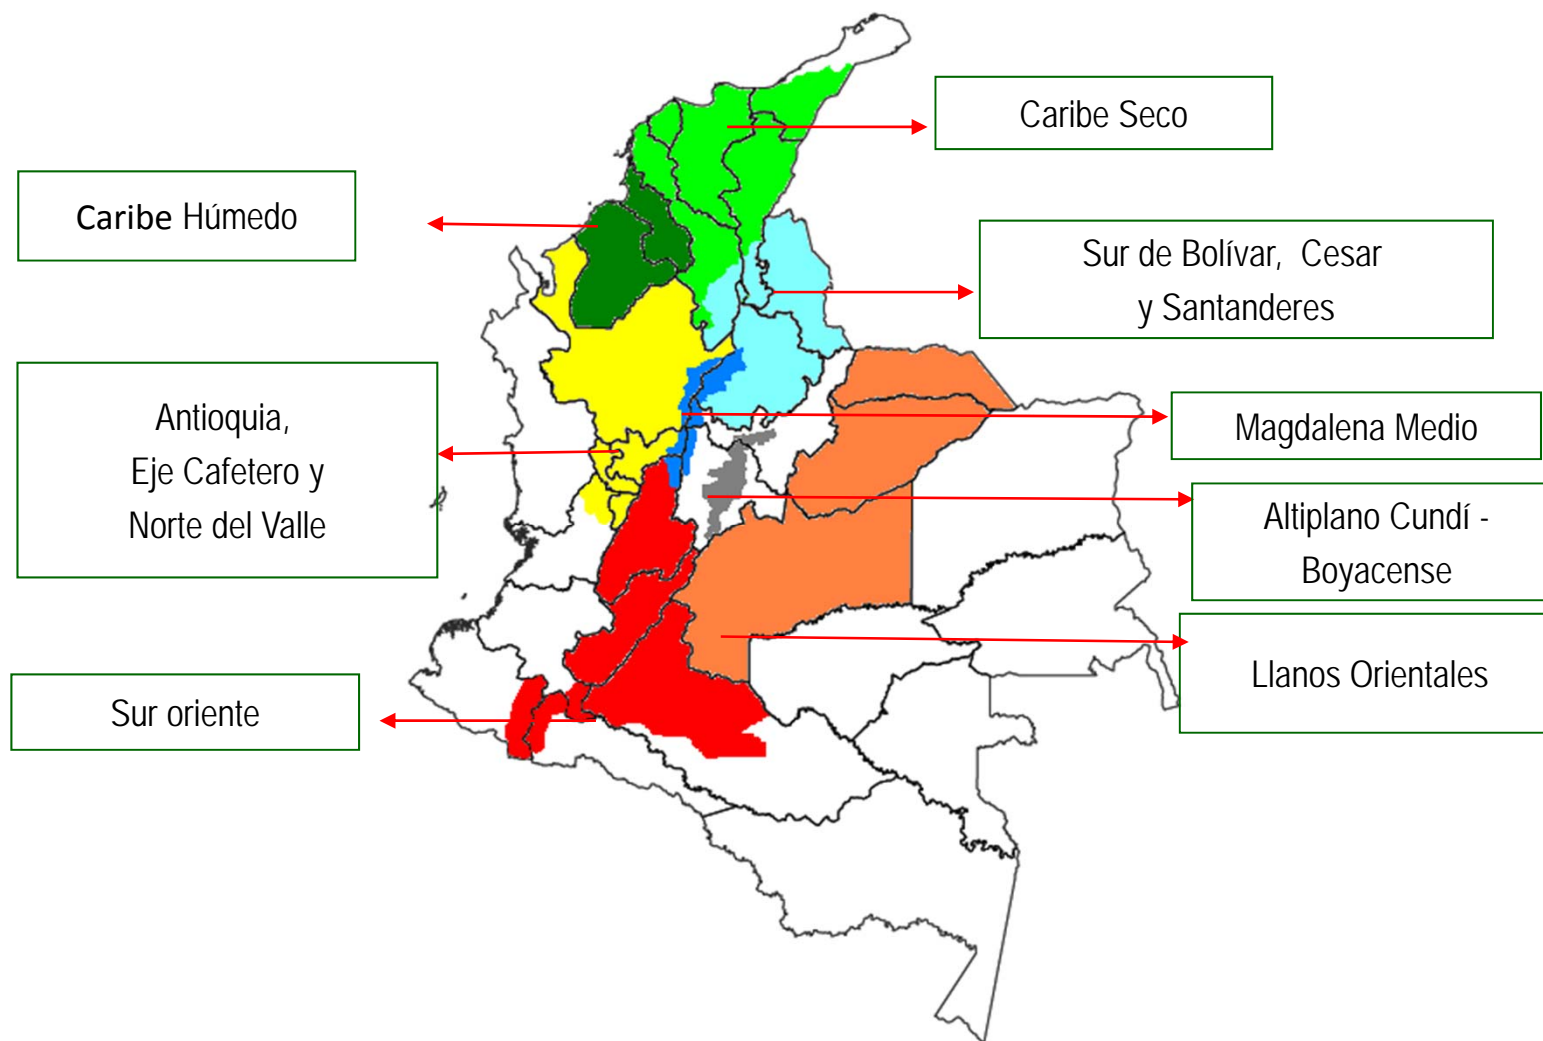 Caribe Seco
Caribe Húmedo
Sur de Bolívar, Cesar
y Santanderes
Antioquia,
Eje Cafetero y
Norte del Valle
Magdalena Medio
Altiplano Cundí -
Boyacense
Llanos Orientales
Sur oriente